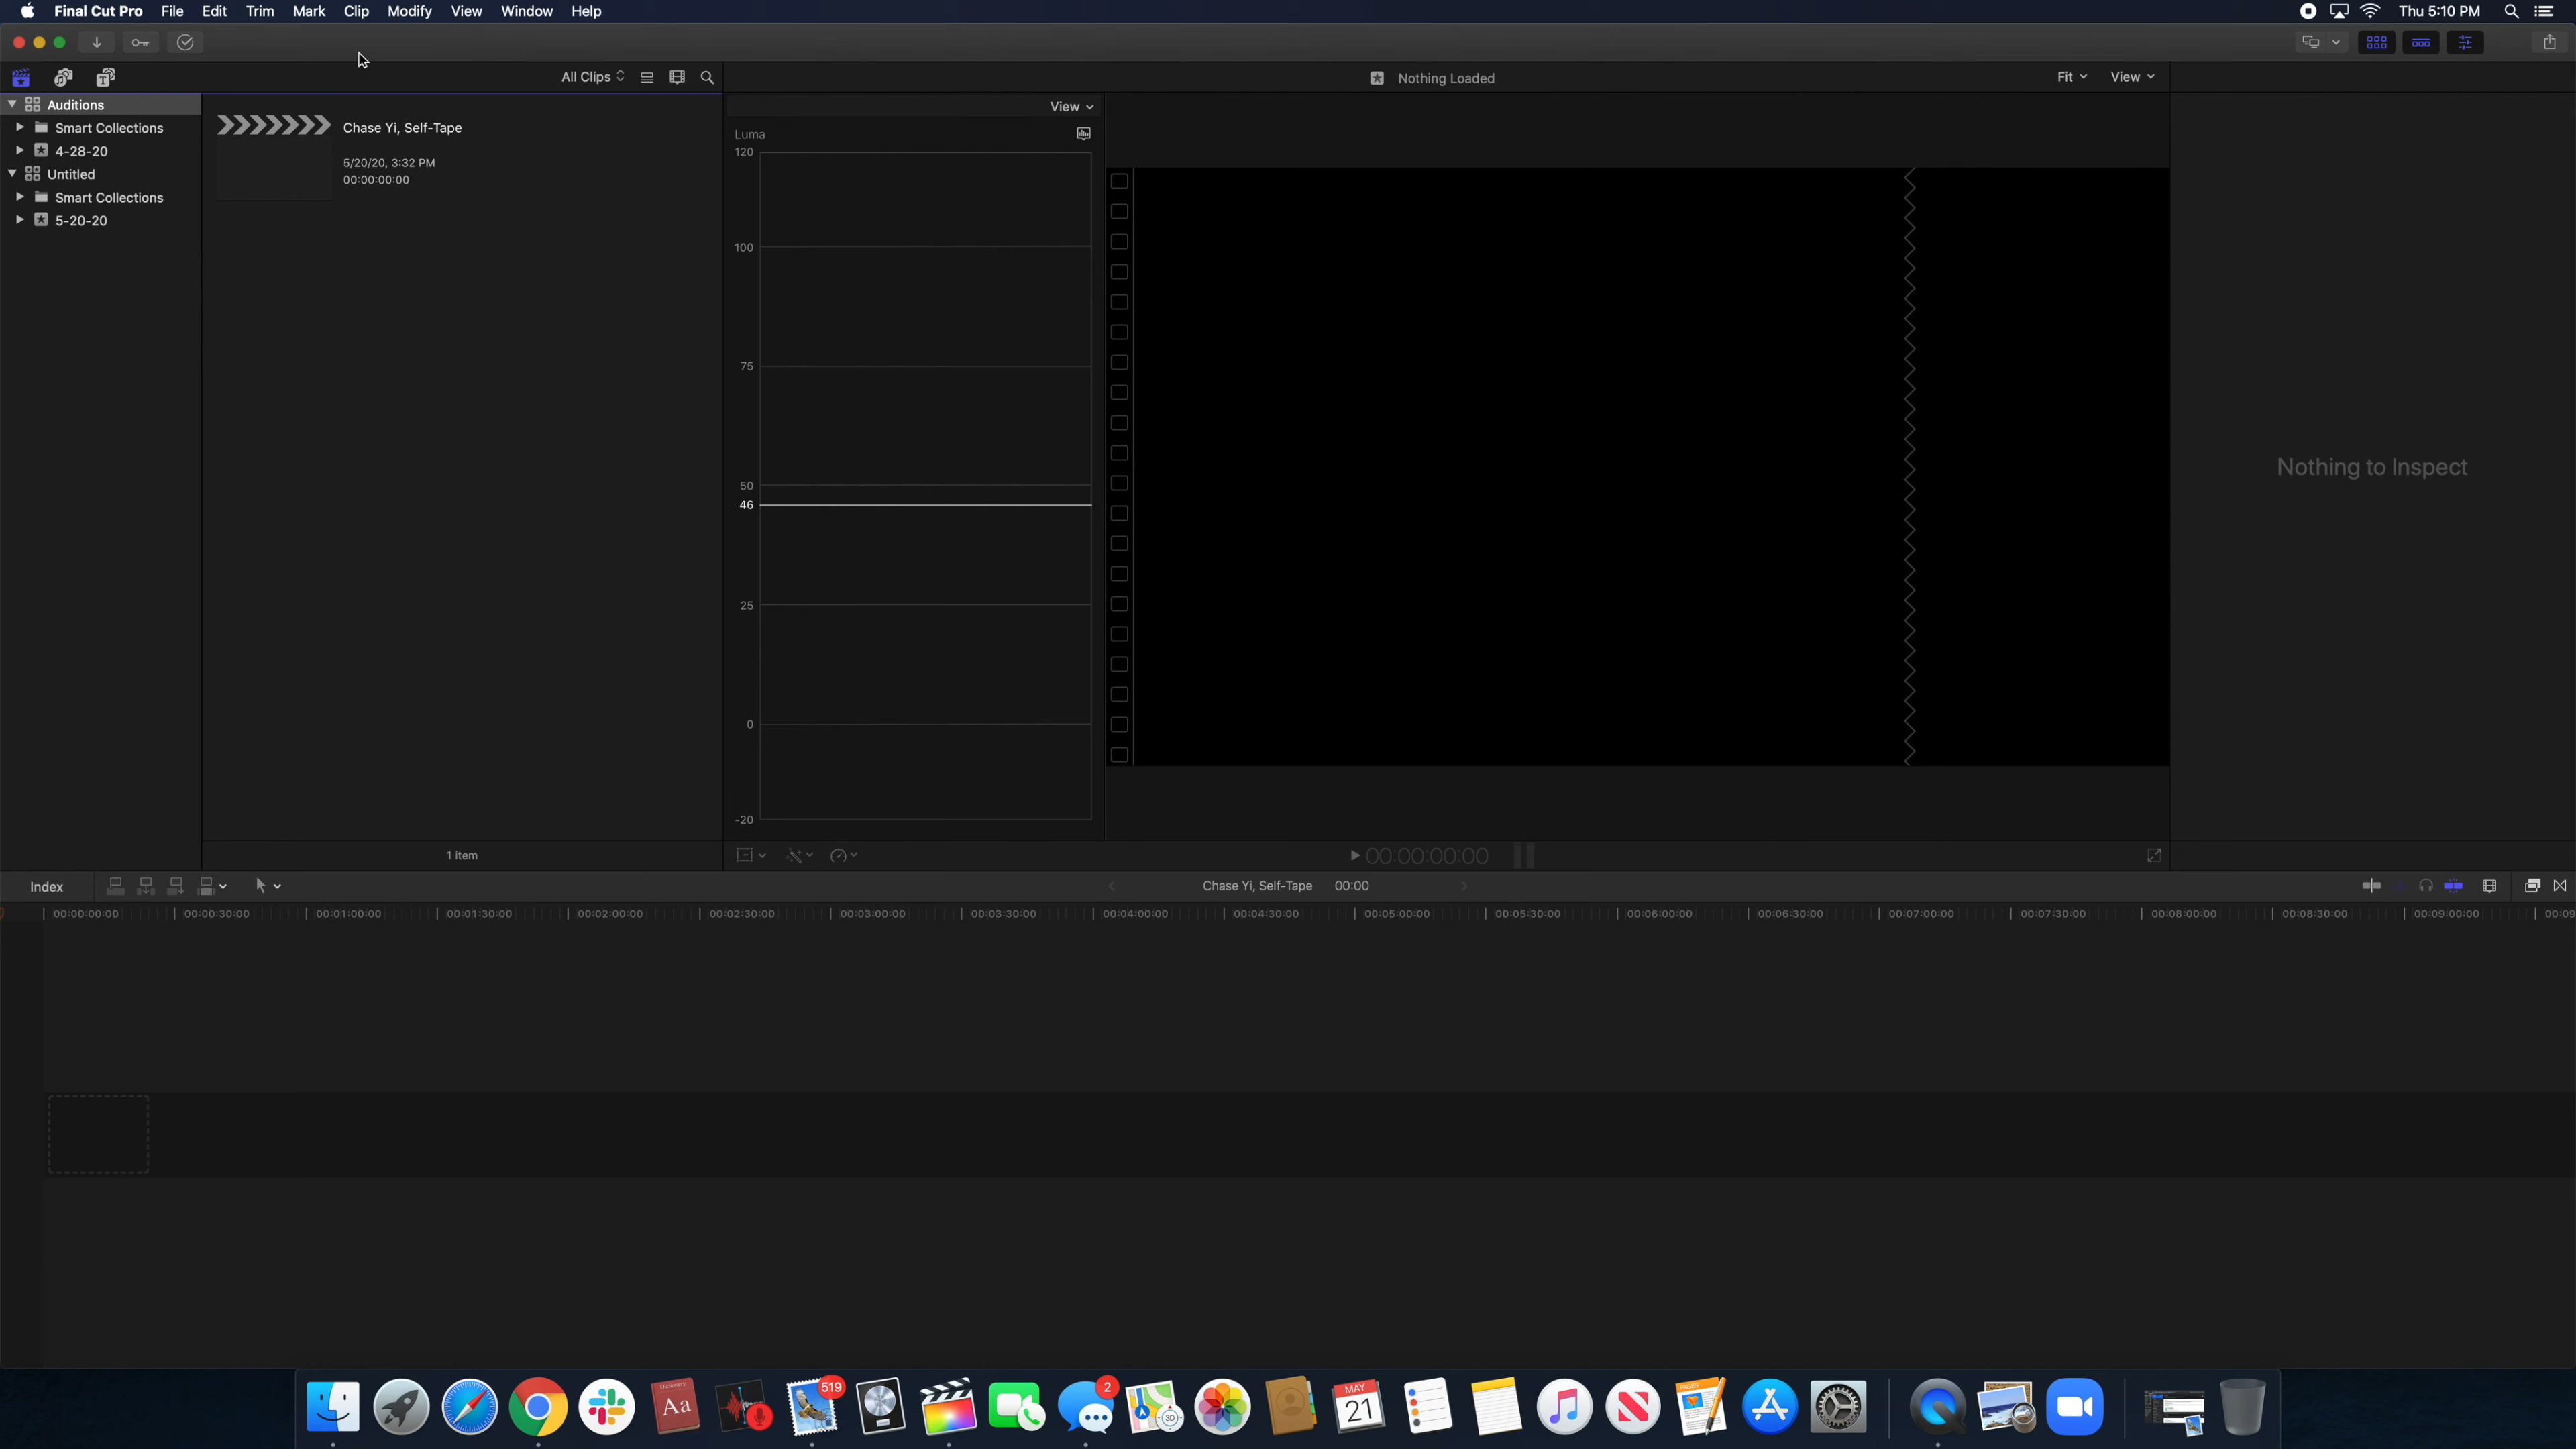 Final Cut Pro File Edit Trim Mark Clip Modify View Window Help
Thu 5:10 PM
All Clips
Nothing Loaded
Fit View
Auditions
Smart Collections
4-28-20
Untitled
Smart Collections
5-20-20
Chase Yi, Self-Tape
5/20/20, 3:32 PM
00:00:00:00
1 item
View
Luma
120
100
75
50
46
25
0
-20
00:00:00:00
Nothing to Inspect
Index
Chase Yi, Self-Tape 00:00
00:00:00:00 00:00:30:00 00:01:00:00 00:01:30:00 00:02:00:00 00:02:30:00 00:03:00:00 00:03:30:00 00:04:00:00 00:04:30:00 00:05:00:00 00:05:30:00 00:06:00:00 00:06:30:00 00:07:00:00 00:07:30:00 00:08:00:00 00:08:30:00 00:09:00:00 00:09
Dictionary
Aa
519
2
30
MAY
21
PAGES